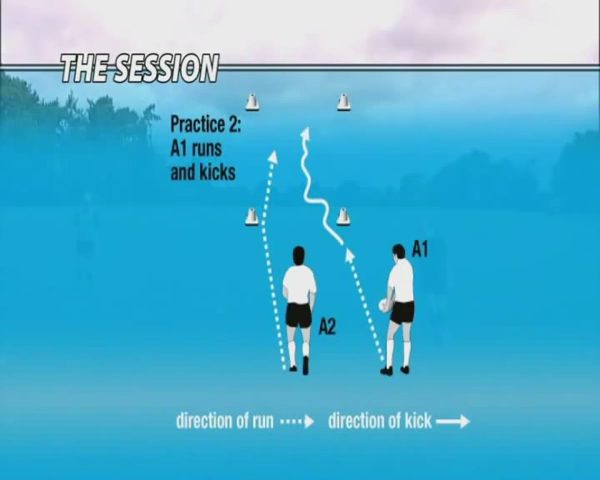 THE SESSION
Practice 2:
A1 runs
and kicks
A1
A2
direction of run direction of kick